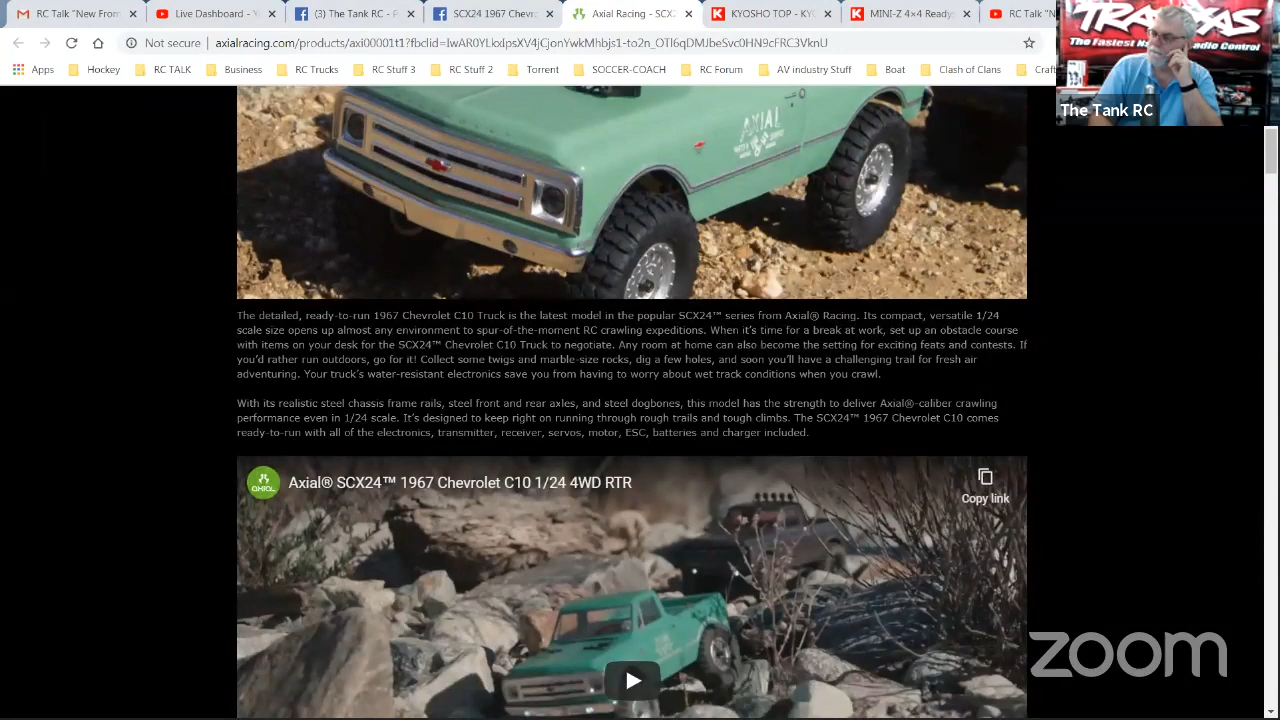 RC Talk "New From
Live Dashboard - Y
(3) The Tank RC
SCX24 1967 Chevr
Axial Racing - SCX
KYOSHO TOP - KY
MINI-Z 4×4 Ready
RC Talk "N
TRAXXAS
The Fastest Name in Radio Control
Not secure axialracing.com/products/axi
Apps Hockey RC TALK Business RC Trucks RC Stuff 3 RC Stuff 2 Torrent SOCCER-COACH RC Forum AV industry Stuff Boat Clash of Clans Craft
The Tank RC
AXIAL
The detailed, ready-to-run 1967 Chevrolet C10 Truck is the latest model in the popular SCX24™ series from Axial® Racing. Its compact, versatile 1/24
scale size opens up almost any environment to spur-of-the-moment RC crawling expeditions. When it's time for a break at work, set up an obstacle course
with items on your desk for the SCX24™ Chevrolet C10 Truck to negotiate. Any room at home can also become the setting for exciting feats and contests. If
you'd rather run outdoors, go for it! Collect some twigs and marble-size rocks, dig a few holes, and soon you'll have a challenging trail for fresh air
adventuring. Your truck's water-resistant electronics save you from having to worry about wet track conditions when you crawl.
With its realistic steel chassis frame rails, steel front and rear axles, and steel dogbones, this model has the strength to deliver Axial®-caliber crawling
performance even in 1/24 scale. It's designed to keep right on running through rough trails and tough climbs. The SCX24™ 1967 Chevrolet C10 comes
ready-to-run with all of the electronics, transmitter, receiver, servos, motor, ESC, batteries and charger included.
AXIAL
Axial® SCX24™ 1967 Chevrolet C10 1/24 4WD RTR
Copy link
zoom